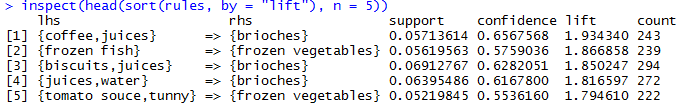 > inspect(head(sort(rules, by = "lift"), n = 5))
lhs rhs support confidence lift count
[1] {coffee,juices} => {brioches} 0.05713614 0.6567568 1.934340 243
[2] {frozen fish} => {frozen vegetables} 0.05619563 0.5759036 1.866858 239
[3] {biscuits,juices} => {brioches} 0.06912767 0.6282051 1.850247 294
[4] {juices,water} => {brioches} 0.06395486 0.6167800 1.816597 272
[5] {tomato souce,tunny} => {frozen vegetables} 0.05219845 0.5536160 1.794610 222